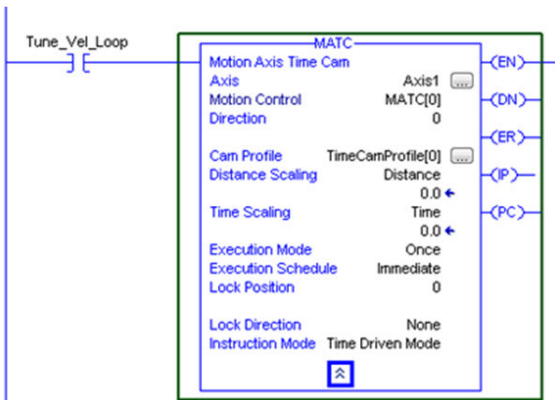 Tune_Vel_Loop
MATC
Motion Axis Time Cam
EN
Axis Axis1 ...
Motion Control MATC[0]
DN
Direction 0
ER
Cam Profile TimeCamProfile[0] ...
Distance Scaling Distance
IP
0.0
Time Scaling Time
PC
0.0
Execution Mode Once
Execution Schedule Immediate
Lock Position 0
Lock Direction None
Instruction Mode Time Driven Mode